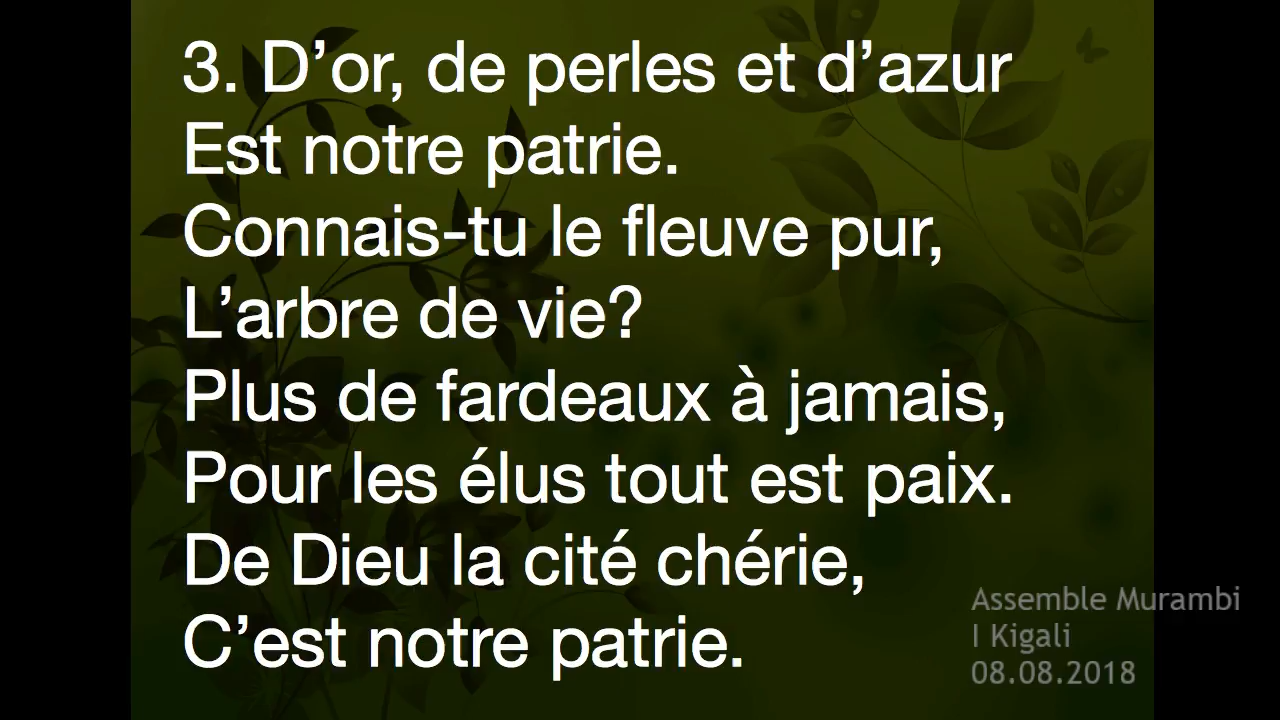 3. D’or, de perles et d’azur
Est notre patrie.
Connais-tu le fleuve pur,
L’arbre de vie?
Plus de fardeaux à jamais,
Pour les élus tout est paix.
De Dieu la cité chérie,
C’est notre patrie.
Assemble Murambi
I Kigali
08.08.2018